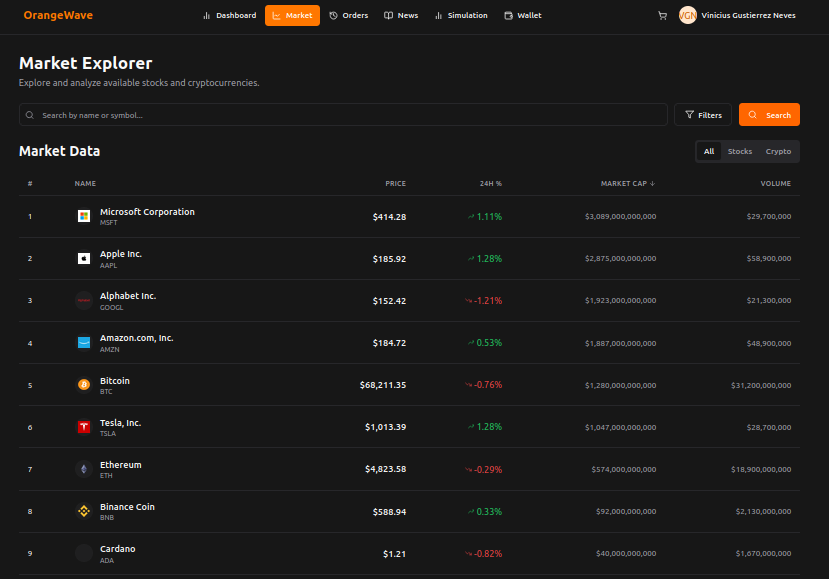 OrangeWave Dashboard Market Orders News Simulation Wallet VGN Vinicius Gustierrez Neves
Market Explorer
Explore and analyze available stocks and cryptocurrencies.
Search by name or symbol... Filters Search
Market Data All Stocks Crypto
# NAME PRICE 24H % MARKET CAP ↓ VOLUME
1 Microsoft Corporation $414.28 1.11% $3,089,000,000,000 $29,700,000
MSFT
2 Apple Inc. $185.92 1.28% $2,875,000,000,000 $58,900,000
AAPL
3 Alphabet Inc. $152.42 -1.21% $1,923,000,000,000 $21,300,000
GOOGL
4 Amazon.com, Inc. $184.72 0.53% $1,887,000,000,000 $48,900,000
AMZN
5 Bitcoin $68,211.35 -0.76% $1,280,000,000,000 $31,200,000,000
BTC
6 Tesla, Inc. $1,013.39 1.28% $1,047,000,000,000 $28,700,000
TSLA
7 Ethereum $4,823.58 -0.29% $574,000,000,000 $18,900,000,000
ETH
8 Binance Coin $588.94 0.33% $92,000,000,000 $2,130,000,000
BNB
9 Cardano $1.21 -0.82% $40,000,000,000 $1,670,000,000
ADA